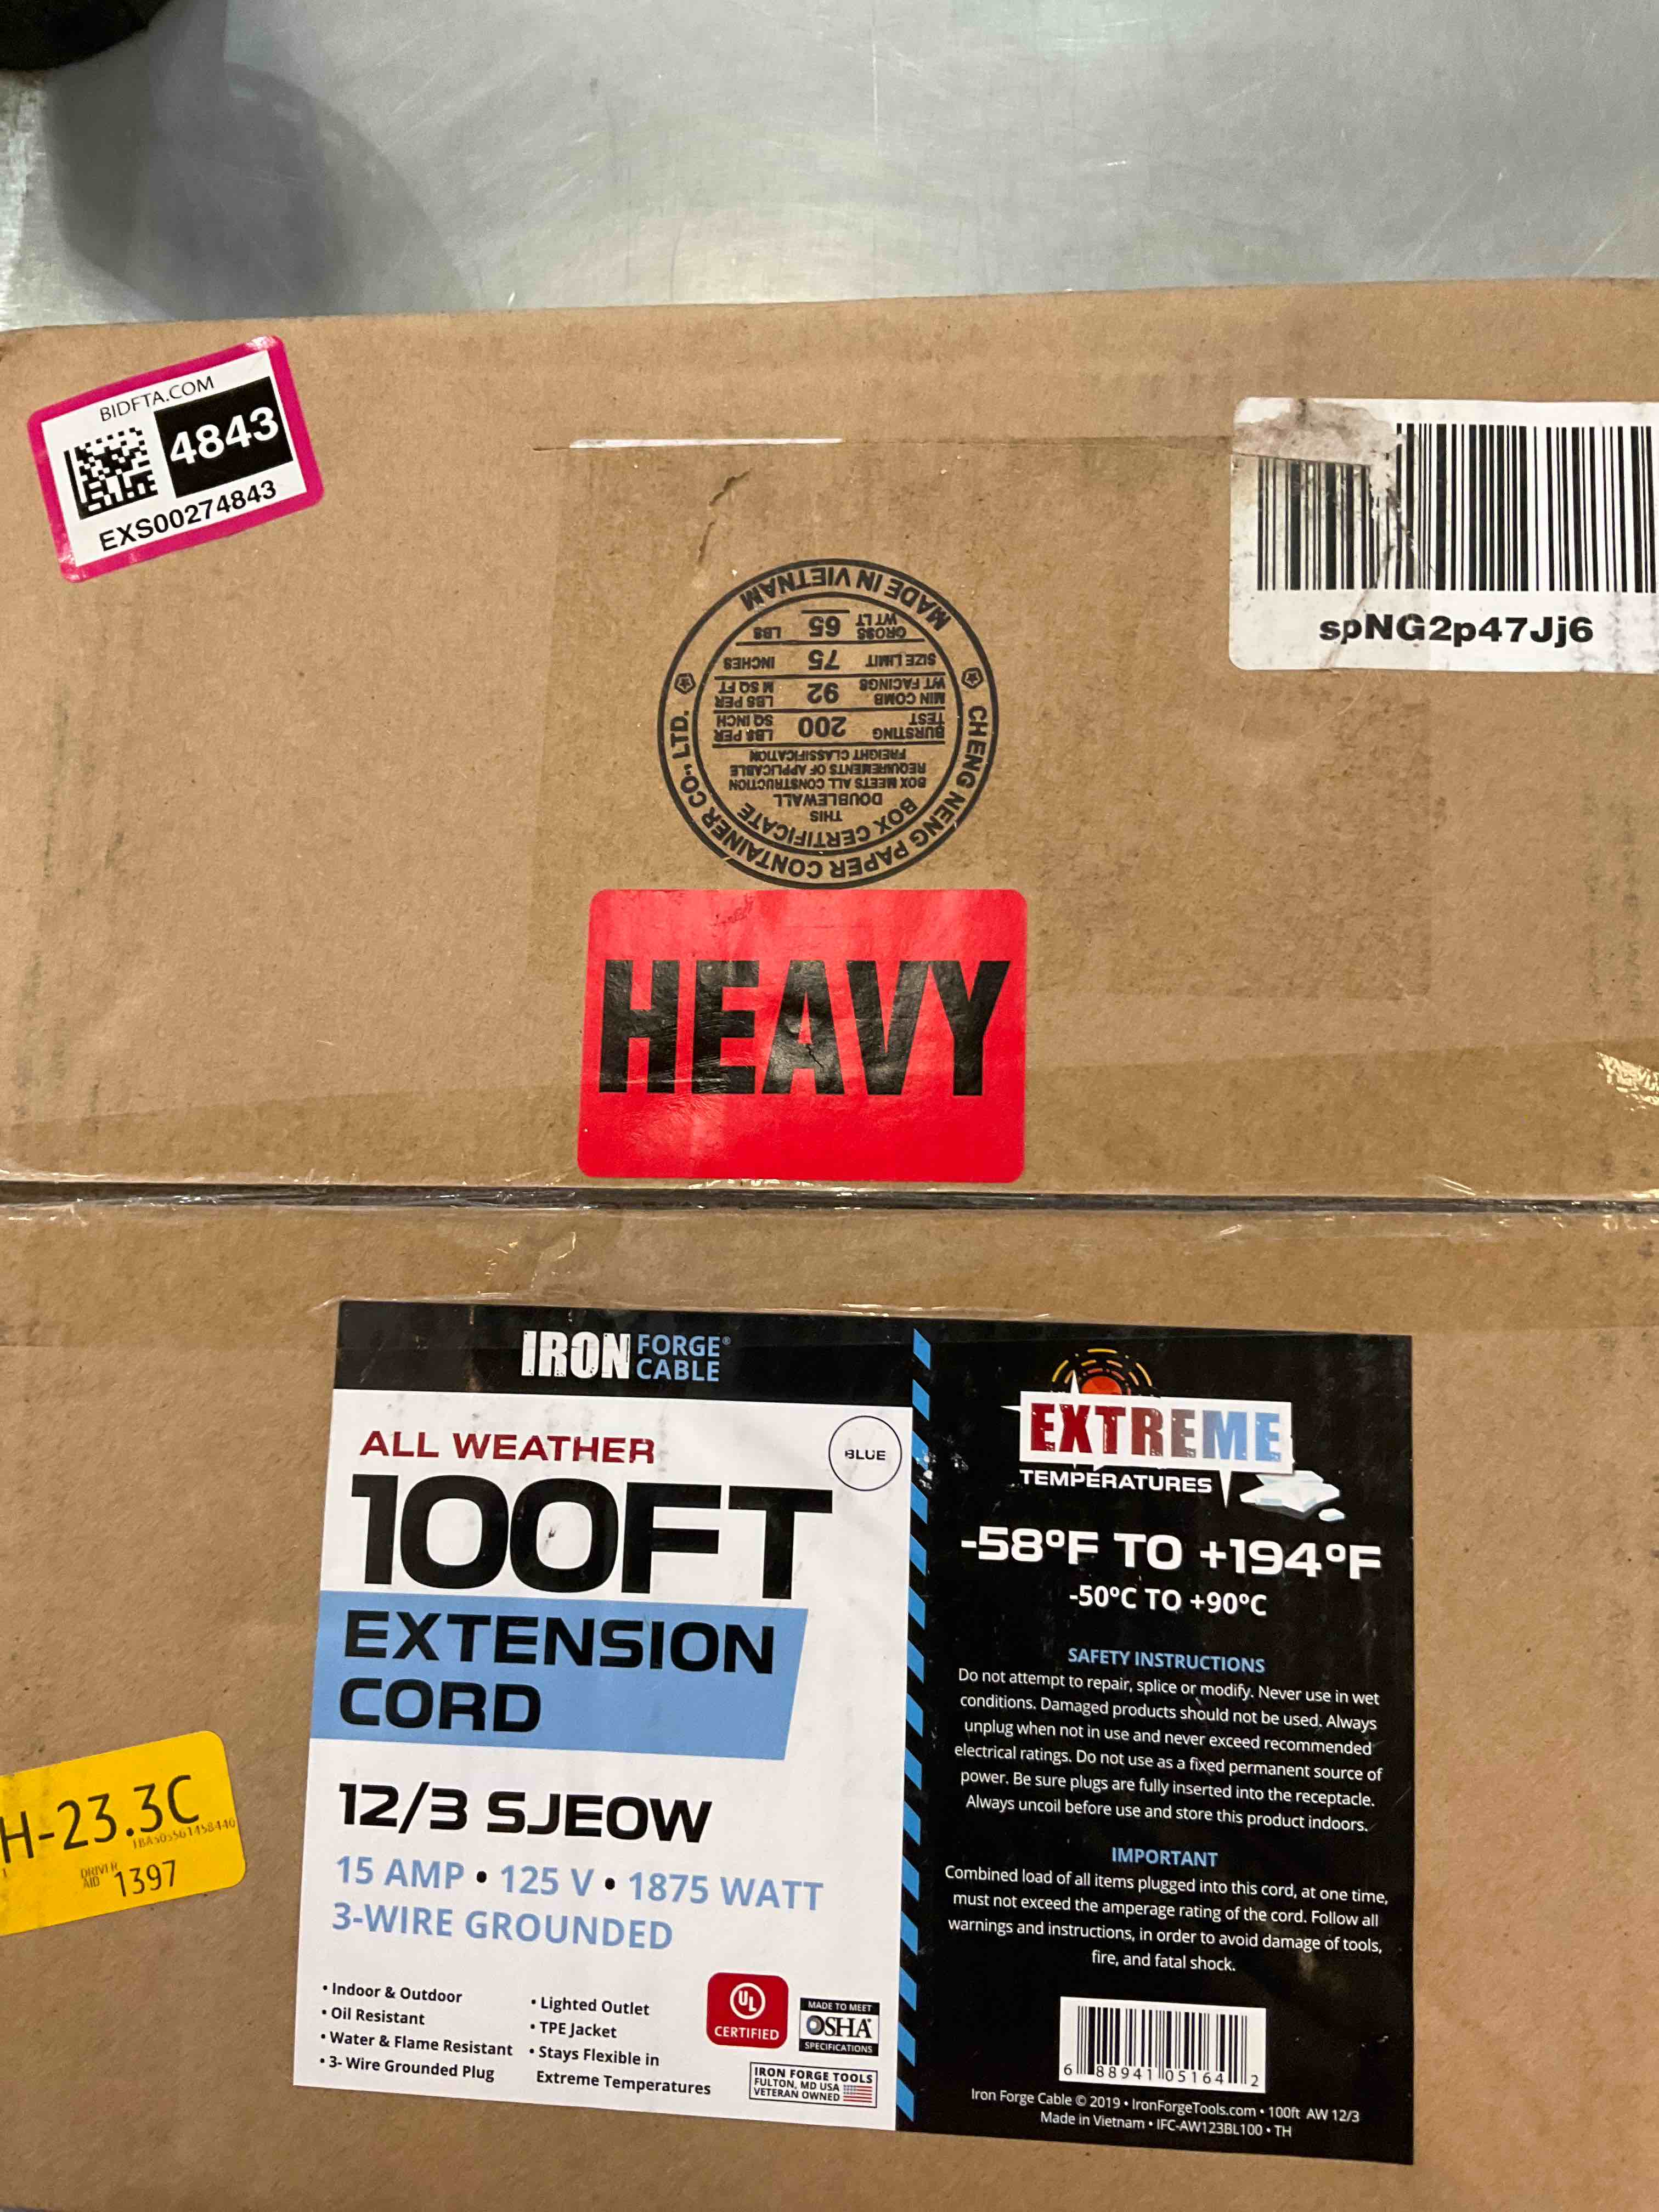 BIDFTA.COM
4843
EXS00274843
spNG2p47Jj6
MADE IN VIETNAM
CHENG NENG PAPER CONTAINER CO., LTD.
BOX CERTIFICATE
THIS
DOUBLEWALL
BOX MEETS ALL CONSTRUCTION
REQUIREMENTS OF APPLICABLE
FREIGHT CLASSIFICATION
BURSTING TEST 200 LBS PER SQ INCH
MIN COMB WT FACINGS 92 LBS PER M SQ FT
SIZE LIMIT 75 INCHES
GROSS WT LT 65 LBS
HEAVY
IRON FORGE® CABLE
ALL WEATHER
BLUE
100FT
EXTENSION
CORD
12/3 SJEOW
15 AMP • 125 V • 1875 WATT
3-WIRE GROUNDED
• Indoor & Outdoor
• Oil Resistant
• Water & Flame Resistant
• 3- Wire Grounded Plug
• Lighted Outlet
• TPE Jacket
• Stays Flexible in
Extreme Temperatures
UL
CERTIFIED
MADE TO MEET
OSHA
SPECIFICATIONS
IRON FORGE TOOLS
FULTON, MD USA
VETERAN OWNED
EXTREME
TEMPERATURES
-58ºF TO +194ºF
-50ºC TO +90ºC
SAFETY INSTRUCTIONS
Do not attempt to repair, splice or modify. Never use in wet
conditions. Damaged products should not be used. Always
unplug when not in use and never exceed recommended
electrical ratings. Do not use as a fixed permanent source of
power. Be sure plugs are fully inserted into the receptacle.
Always uncoil before use and store this product indoors.
IMPORTANT
Combined load of all items plugged into this cord, at one time,
must not exceed the amperage rating of the cord. Follow all
warnings and instructions, in order to avoid damage of tools,
fire, and fatal shock.
6 88941 05164 2
Iron Forge Cable © 2019 • IronForgeTools.com • 100ft AW 12/3
Made in Vietnam • IFC-AW123BL100 • TH
H-23.3C
DRIVER
AID 1397